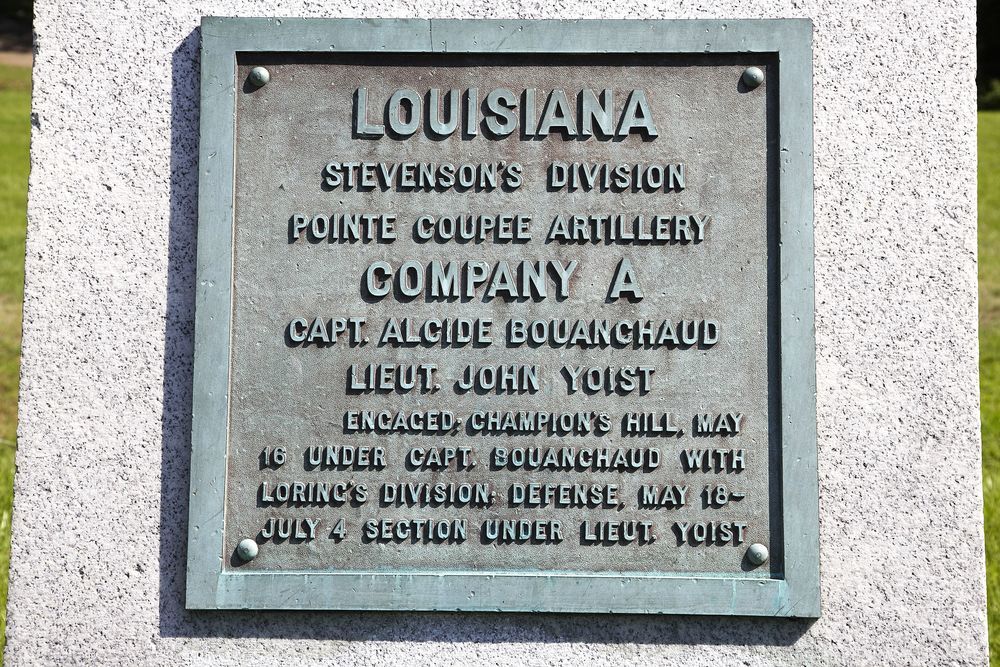 LOUISIANA
STEVENSON'S DIVISION
POINTE COUPEE ARTILLERY
COMPANY A
CAPT. ALCIDE BOUANCHAUD
LIEUT. JOHN YOIST
ENGAGED; CHAMPION'S HILL, MAY
16 UNDER CAPT. BOUANCHAUD WITH
LORING'S DIVISION; DEFENSE, MAY 18-
JULY 4 SECTION UNDER LIEUT. YOIST